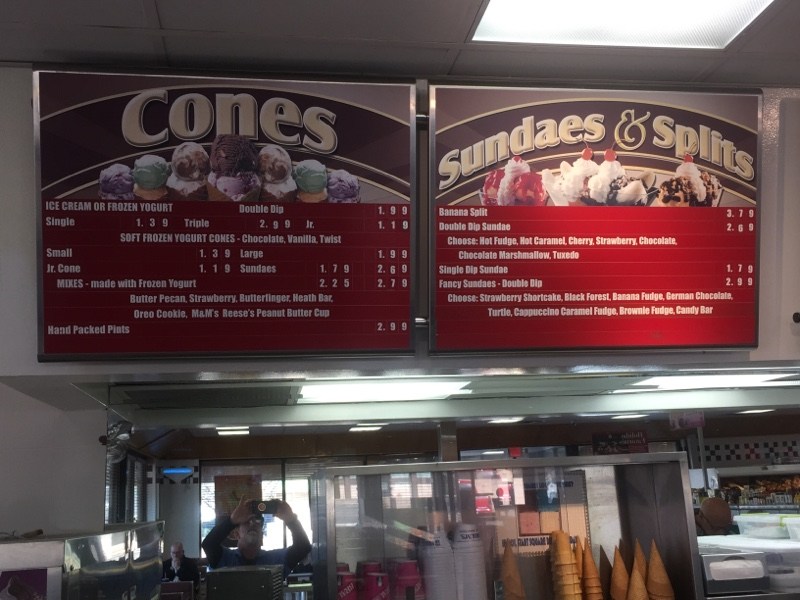 Cones
ICE CREAM OR FROZEN YOGURT Double Dip 1.99
Single 1.39 Triple 2.99 Jr. 1.19
SOFT FROZEN YOGURT CONES - Chocolate, Vanilla, Twist
Small 1.39 Large 1.99
Jr. Cone 1.19 Sundaes 1.79 2.69
MIXES - made with Frozen Yogurt 2.25 2.79
Butter Pecan, Strawberry, Butterfinger, Heath Bar,
Oreo Cookie, M&M's Reese's Peanut Butter Cup
Hand Packed Pints 2.99
Sundaes & Splits
Banana Split 3.79
Double Dip Sundae 2.69
Choose: Hot Fudge, Hot Caramel, Cherry, Strawberry, Chocolate,
Chocolate Marshmallow, Tuxedo
Single Dip Sundae 1.79
Fancy Sundaes - Double Dip 2.99
Choose: Strawberry Shortcake, Black Forest, Banana Fudge, German Chocolate,
Turtle, Cappuccino Caramel Fudge, Brownie Fudge, Candy Bar